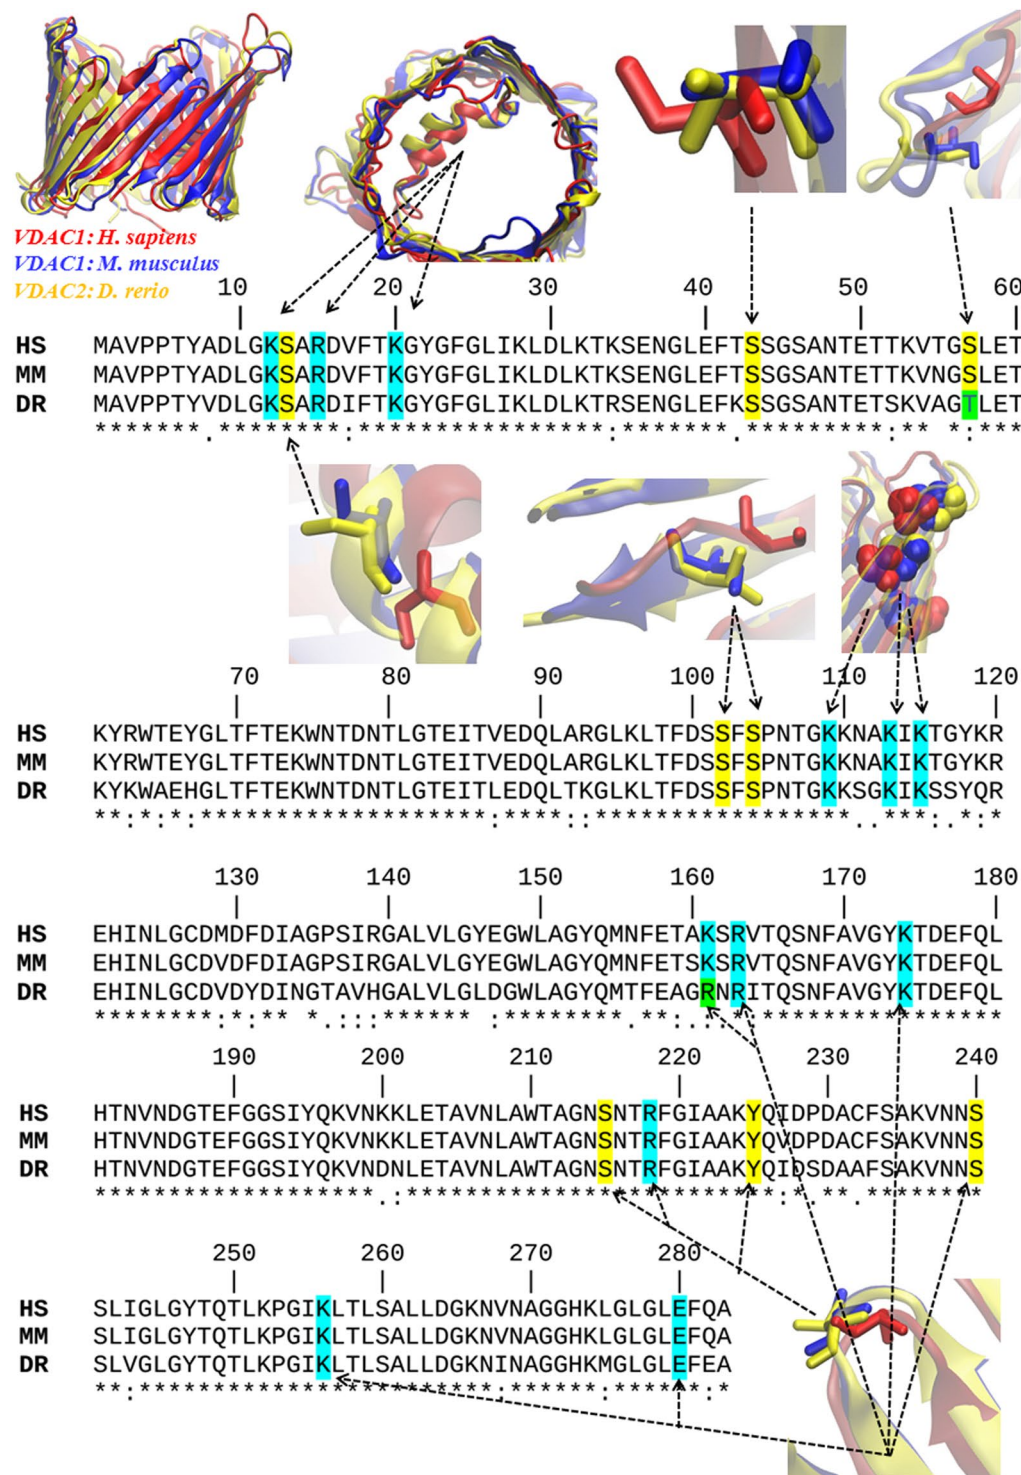 VDAC1: H. sapiens
VDAC1: M. musculus
VDAC2: D. rerio
10 20 30 40 50 60
HS MAVPPTYADLGKSARDVFTKGYGFGLIKLDLKTKSENGLEFTSSGSANTETTKVTGSLET
MM MAVPPTYADLGKSARDVFTKGYGFGLIKLDLKTKSENGLEFTSSGSANTETTKVNGSLET
DR MAVPPTYVDLGKSARDIFTKGYGFGLIKLDLKTRSENGLEFKSSGSANTETSKVAGTLET
*******.********:****************:*******.*********:** *:***
70 80 90 100 110 120
HS KYRWTEYGLTFTEKWNTDNTLGTEITVEDQLARGLKLTFDSSFSPNTGKKNAKIKTGYKR
MM KYRWTEYGLTFTEKWNTDNTLGTEITVEDQLARGLKLTFDSSFSPNTGKKNAKIKTGYKR
DR KYKWAEHGLTFTEKWNTDNTLGTEITLEDQLTKGLKLTFDSSFSPNTGKKSGKIKSSYQR
**:*:*:*******************:****::*****************..***:.*:*
130 140 150 160 170 180
HS EHINLGCDMDFDIAGPSIRGALVLGYEGWLAGYQMNFETAKSRVTQSNFAVGYKTDEFQL
MM EHINLGCDVDFDIAGPSIRGALVLGYEGWLAGYQMNFETSKSRVTQSNFAVGYKTDEFQL
DR EHINLGCDVDYDINGTAVHGALVLGLDGWLAGYQMTFEAGRNRITQSNFAVGYKTDEFQL
190 200 210 220 230 240
HS HTNVNDGTEFGGSIYQKVNKKLETAVNLAWTAGNSNTRFGIAAKYQIDPDACFSAKVNNS
MM HTNVNDGTEFGGSIYQKVNKKLETAVNLAWTAGNSNTRFGIAAKYQVDPDACFSAKVNNS
DR HTNVNDGTEFGGSIYQKVNDNLETAVNLAWTAGNSNTRFGIAAKYQIDSDAAFSAKVNNS
250 260 270 280
HS SLIGLGYTQTLKPGIKLTLSALLDGKNVNAGGHKLGLGLEFQA
MM SLIGLGYTQTLKPGIKLTLSALLDGKNVNAGGHKLGLGLEFQA
DR SLVGLGYTQTLKPGIKLTLSALLDGKNINAGGHKMGLGLEFEA
**:************************:******:******:*